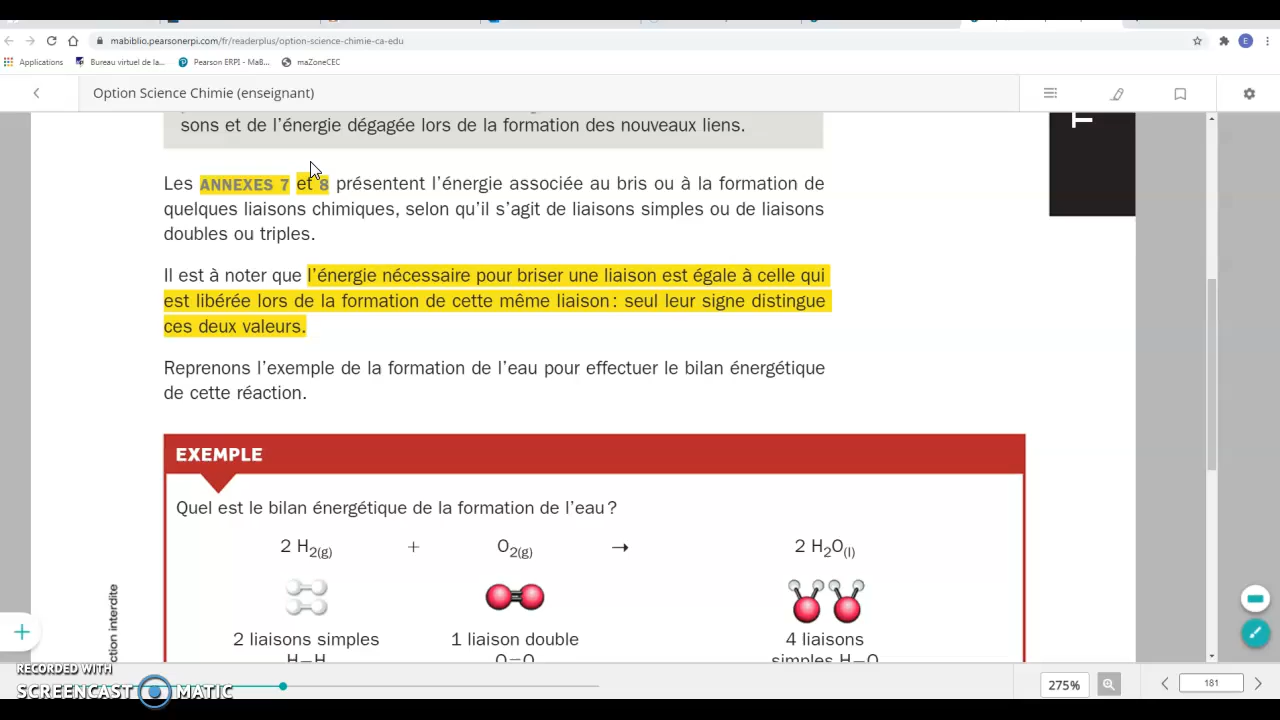 mabiblio.pearsonerpi.com/fr/readerplus/option-science-chimie-ca-edu
E
Applications
Bureau virtuel de la...
Pearson ERPI - MaB...
maZoneCEC
Option Science Chimie (enseignant)
sons et de l'énergie dégagée lors de la formation des nouveaux liens.
T
Les ANNEXES 7 et 8 présentent l'énergie associée au bris ou à la formation de
quelques liaisons chimiques, selon qu'il s'agit de liaisons simples ou de liaisons
doubles ou triples.
Il est à noter que l'énergie nécessaire pour briser une liaison est égale à celle qui
est libérée lors de la formation de cette même liaison : seul leur signe distingue
ces deux valeurs.
Reprenons l'exemple de la formation de l'eau pour effectuer le bilan énergétique
de cette réaction.
EXEMPLE
Quel est le bilan énergétique de la formation de l'eau ?
2 H2(g) + O2(g) → 2 H2O(l)
2 liaisons simples
H–H
1 liaison double
O=O
4 liaisons
simples H–O
ction interdite
RECORDED WITH
SCREENCAST MATIC
275%
181